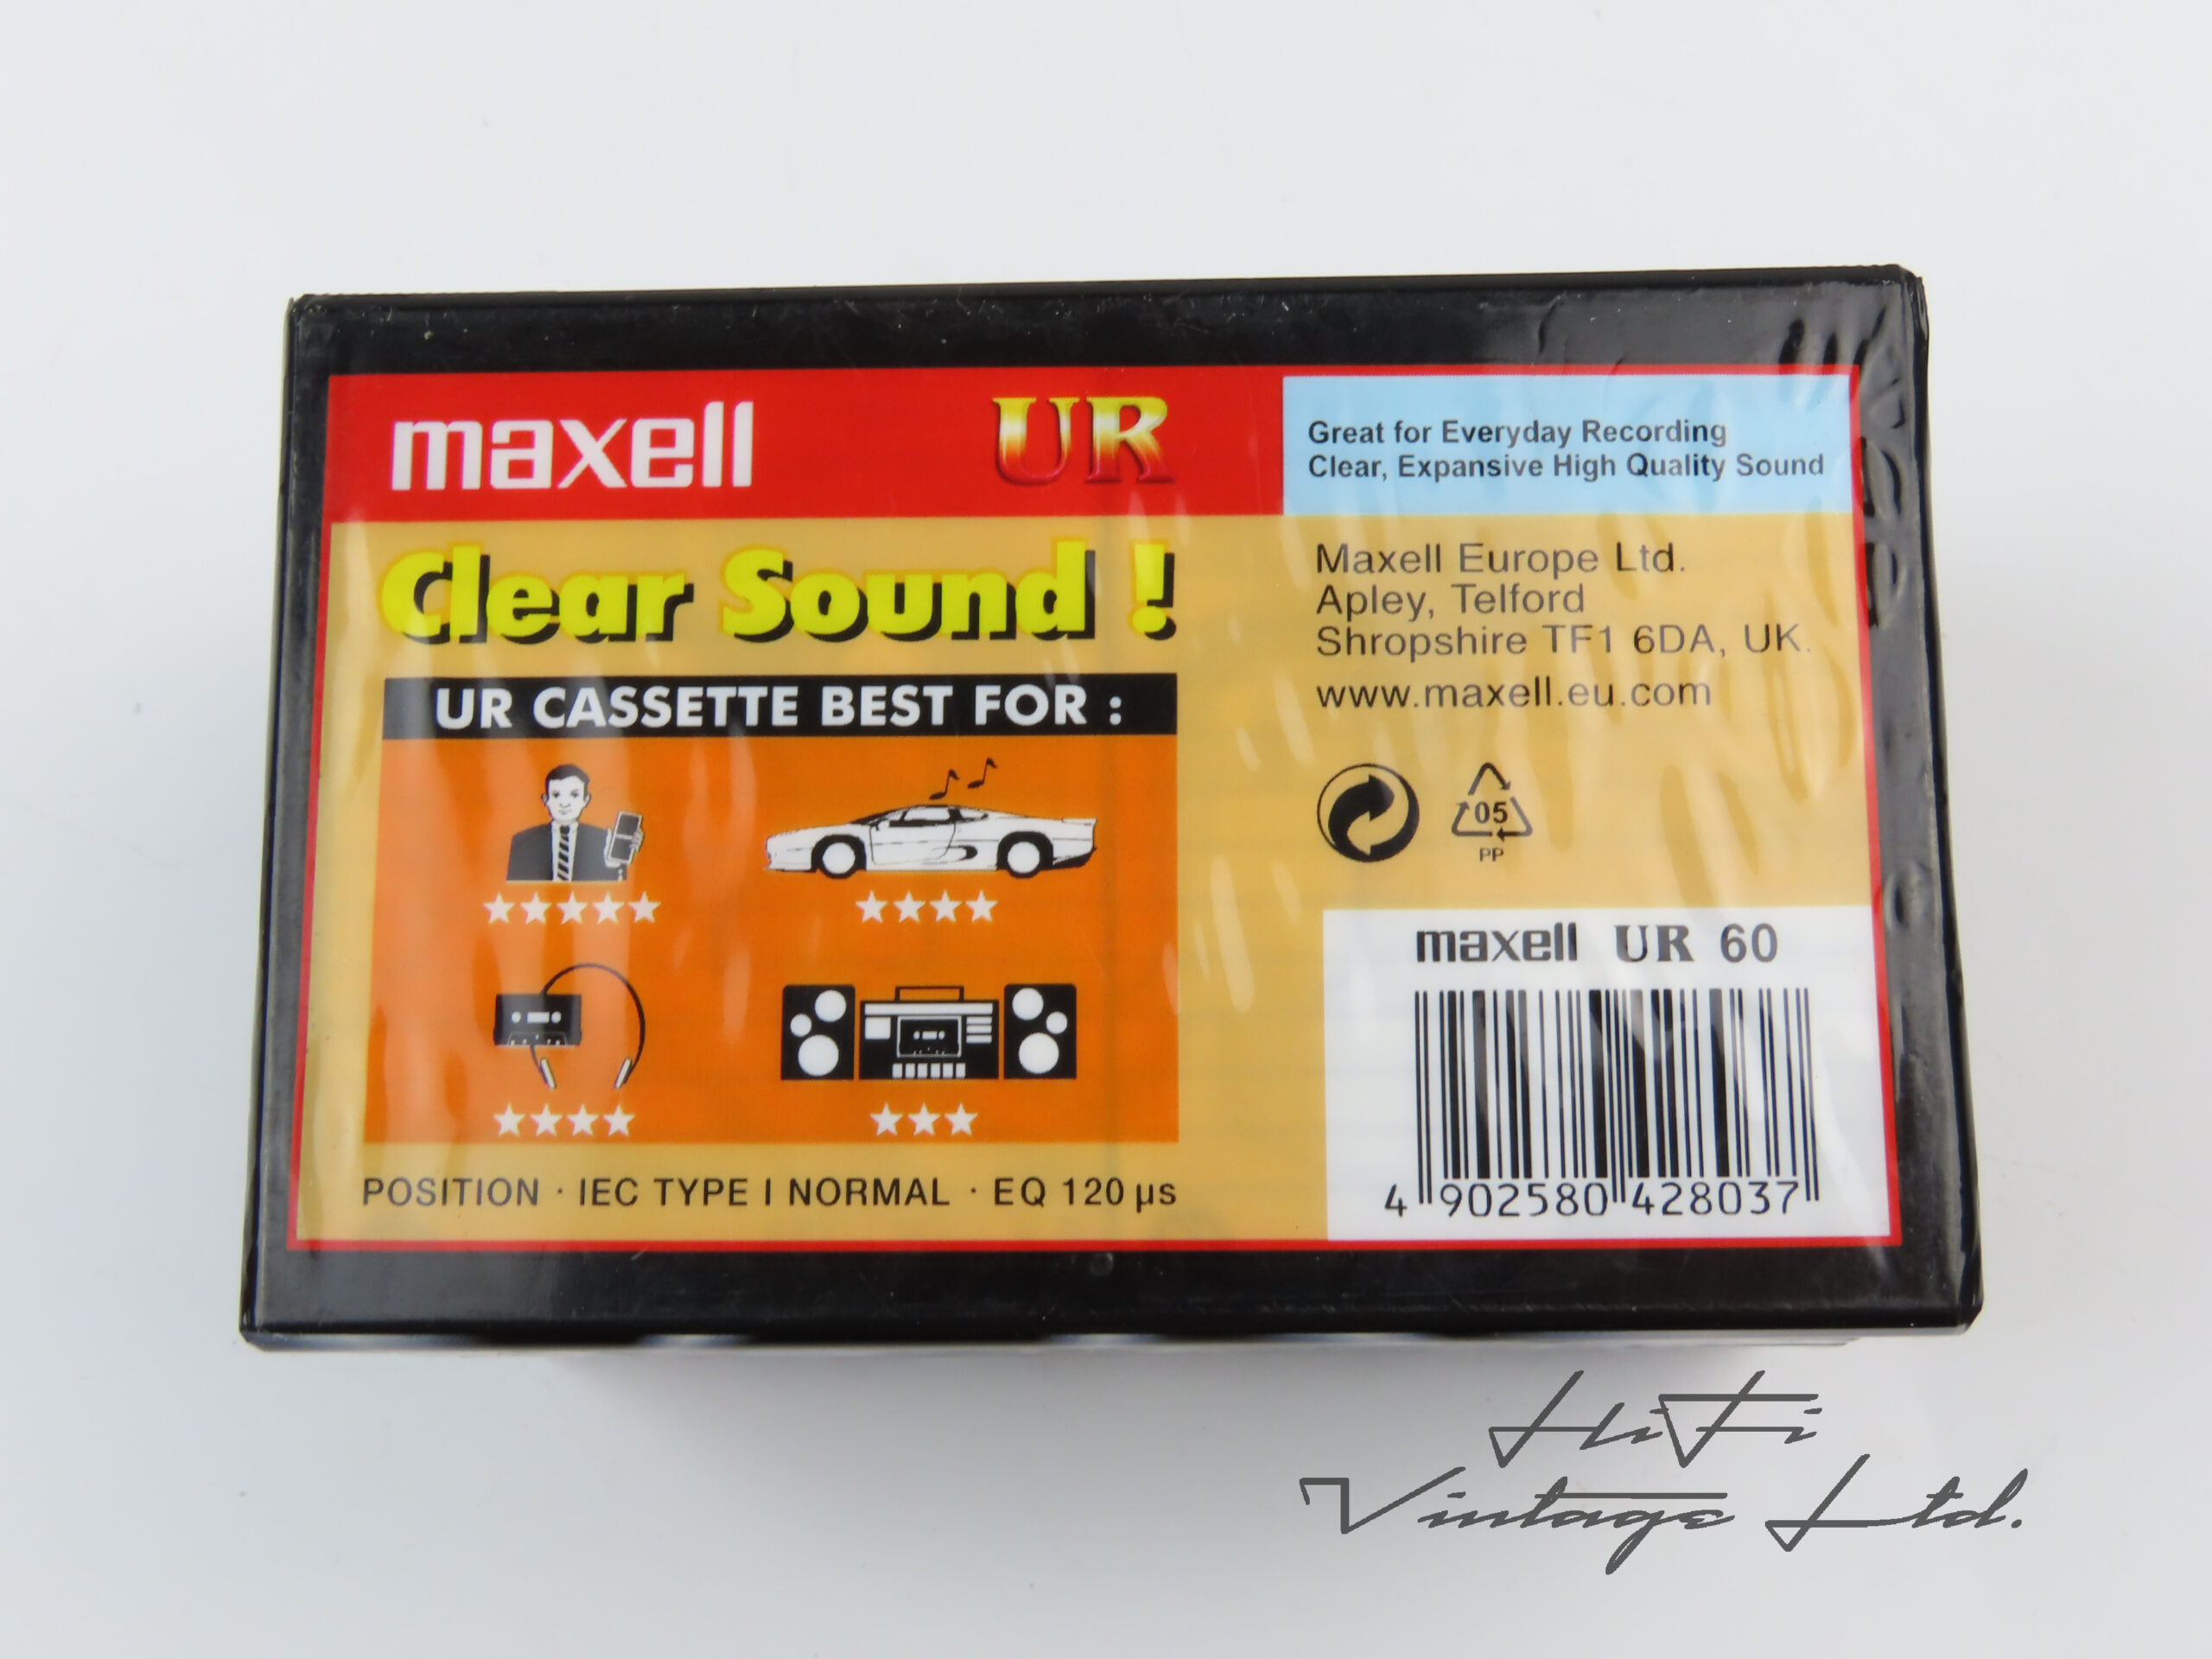 maxell UR
Great for Everyday Recording
Clear, Expansive High Quality Sound
Clear Sound !
UR CASSETTE BEST FOR :
POSITION · IEC TYPE I NORMAL · EQ 120 µs
Maxell Europe Ltd.
Apley, Telford
Shropshire TF1 6DA, UK.
www.maxell.eu.com
05
PP
maxell UR 60
4 902580 428037
HiFi
Vintage Ltd.